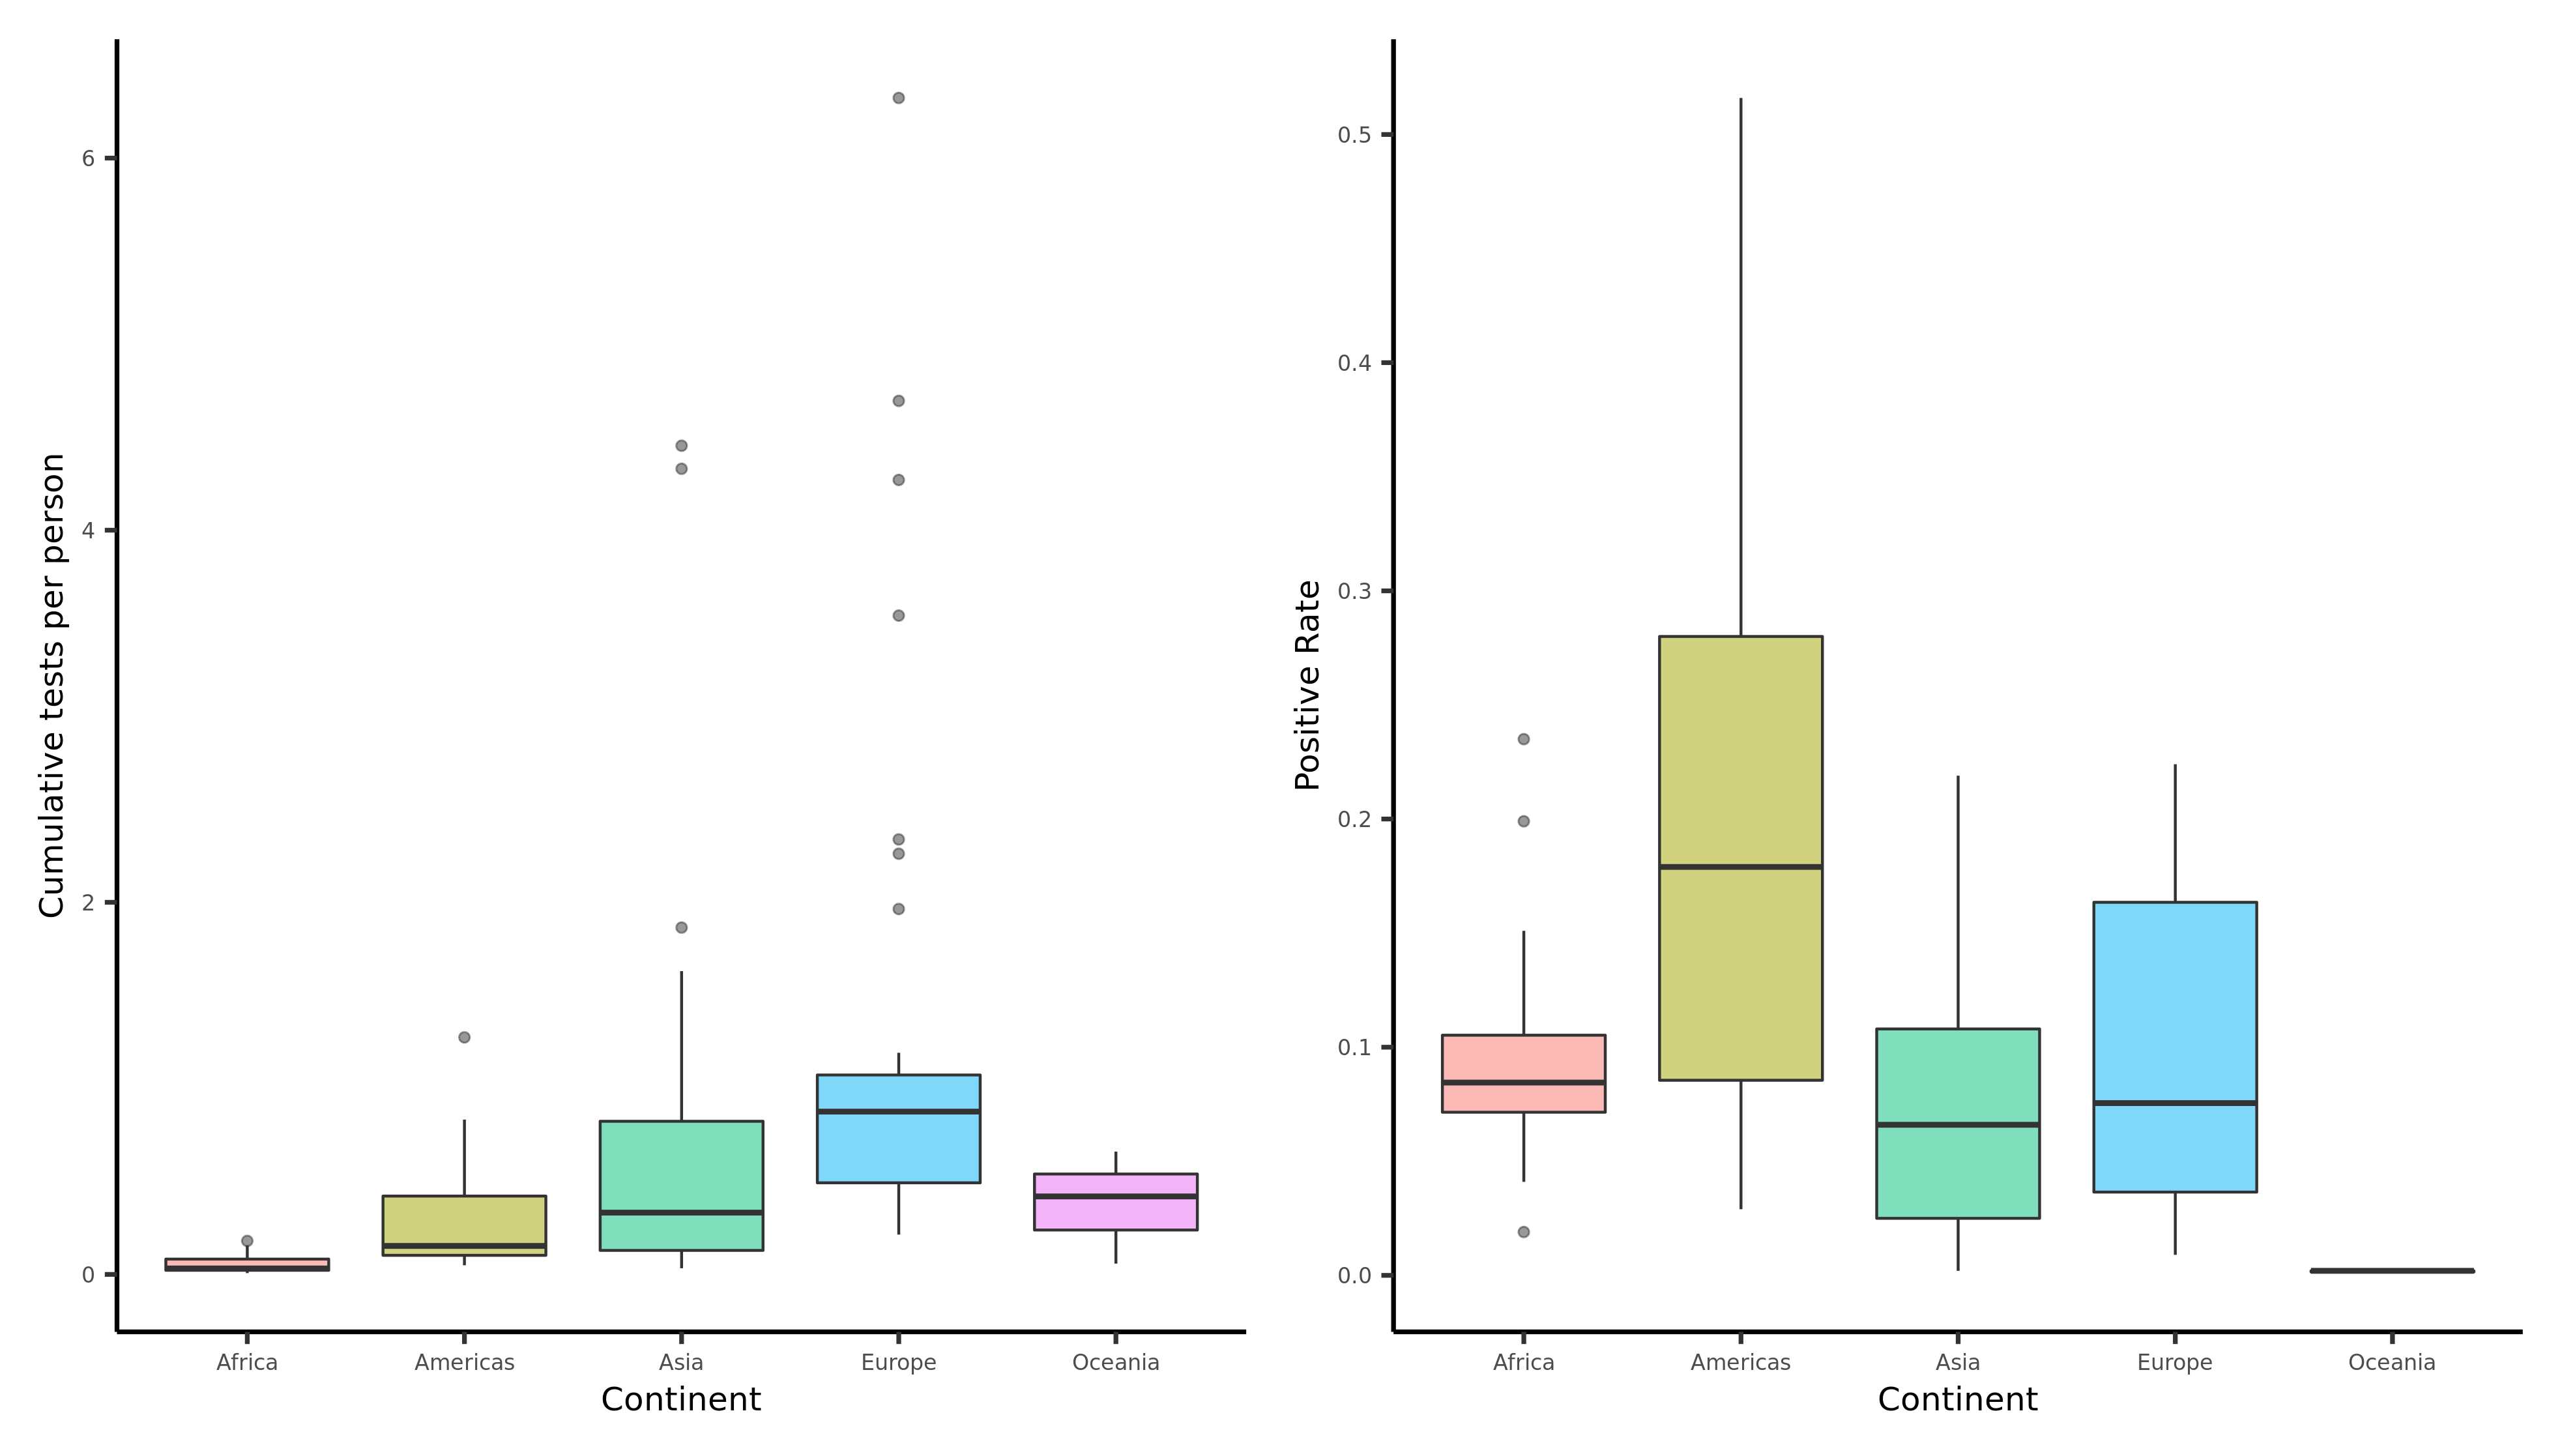 Cumulative tests per person
6
4
2
0
Africa Americas Asia Europe Oceania
Continent
Positive Rate
0.5
0.4
0.3
0.2
0.1
0.0
Africa Americas Asia Europe Oceania
Continent